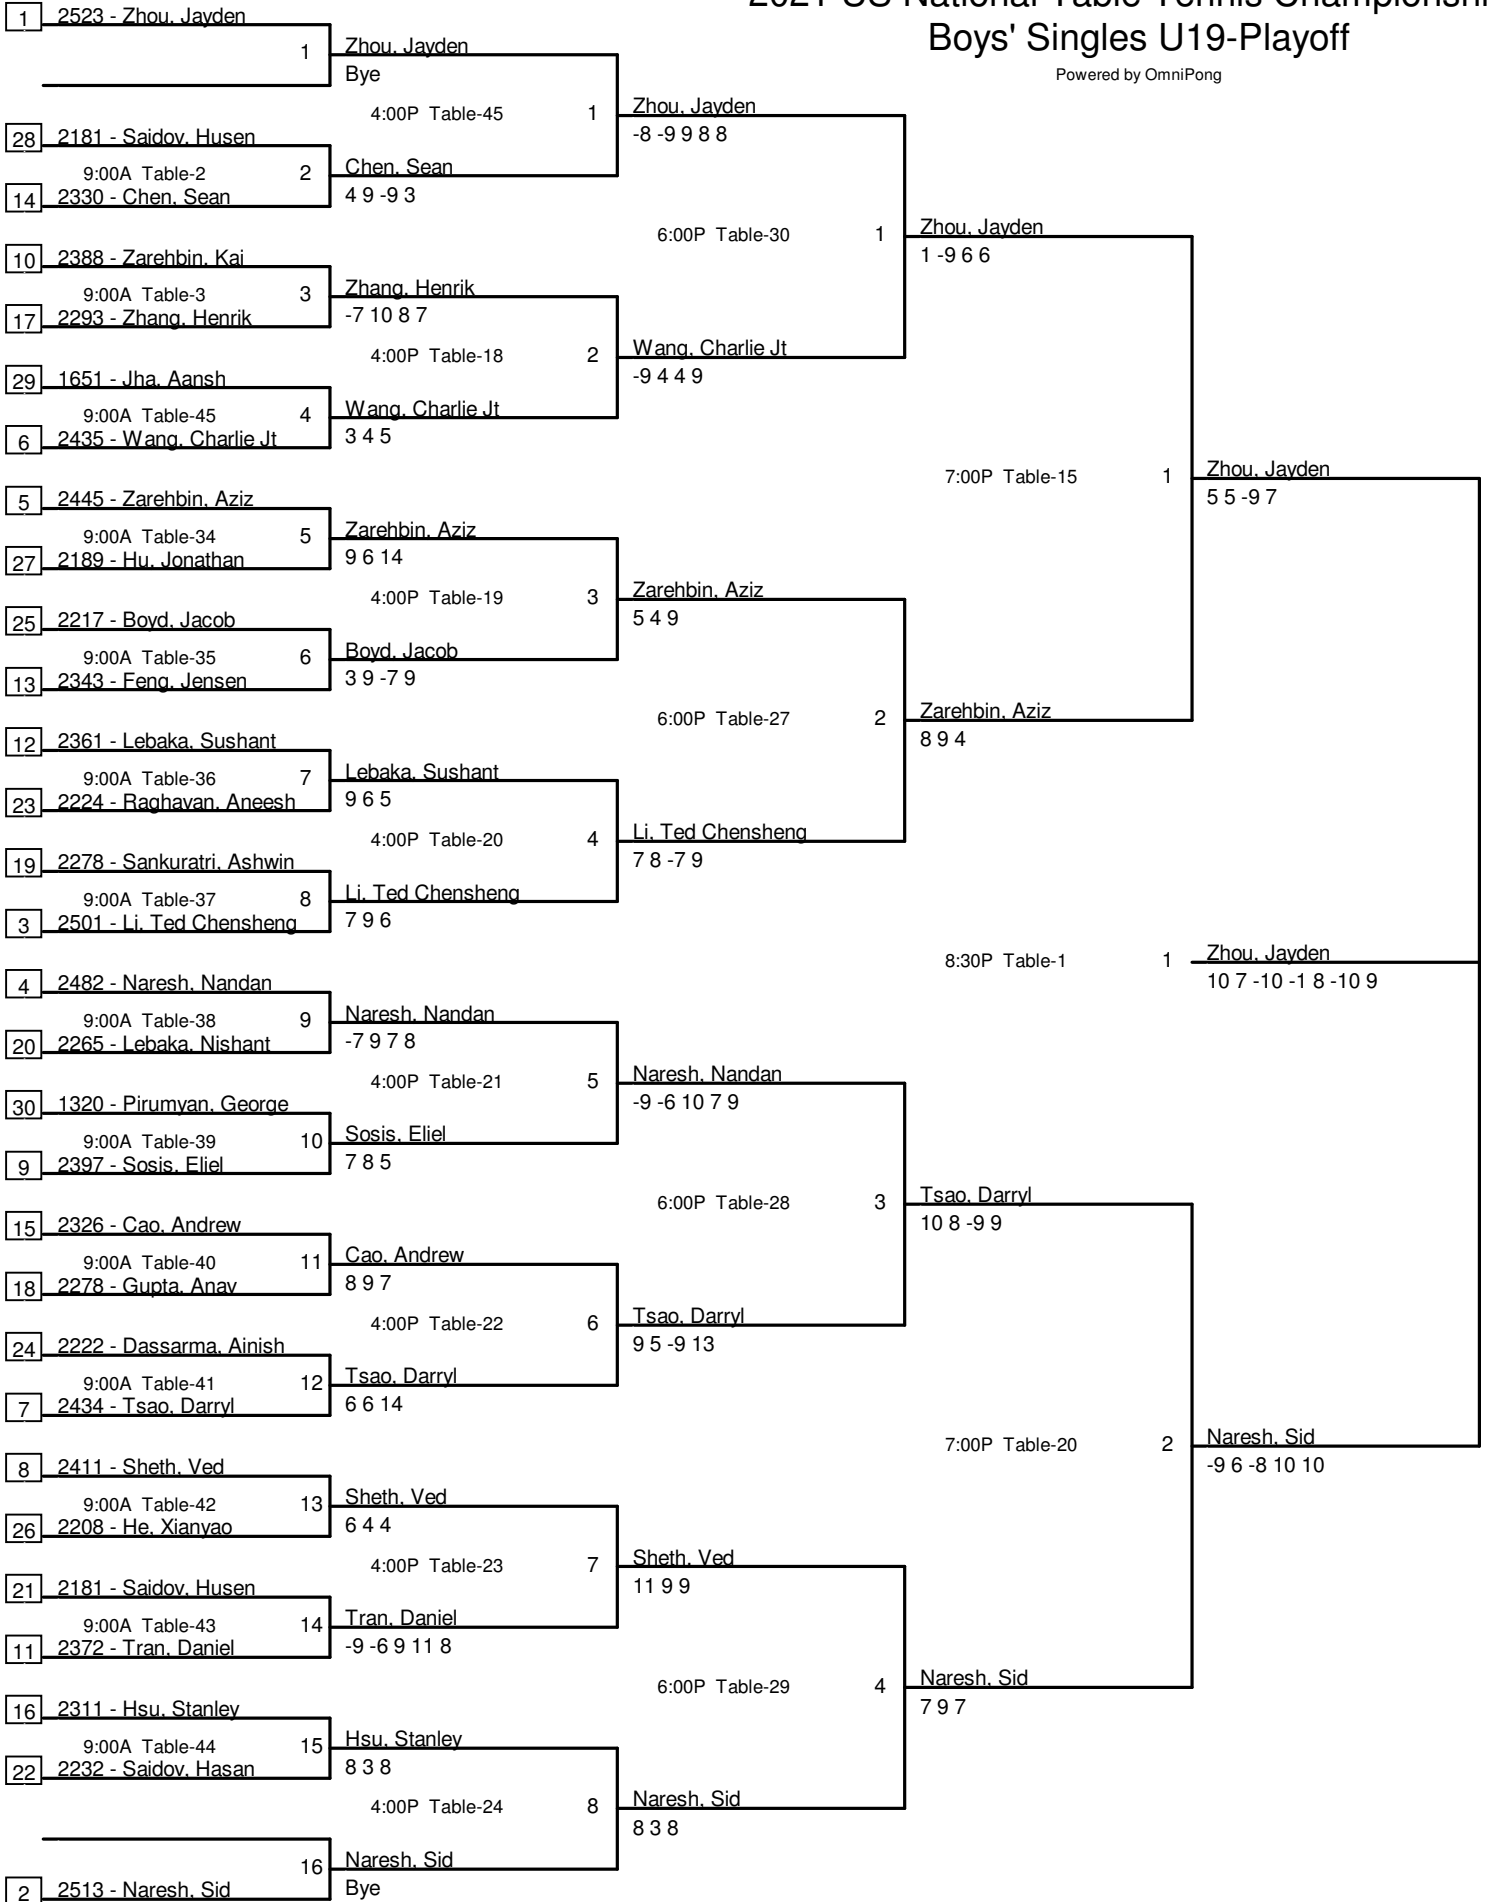 2021 US National Table Tennis Championshi
Boys' Singles U19-Playoff
Powered by OmniPong
1 2523 - Zhou, Jayden
1 Zhou, Jayden
Bye
4:00P Table-45 1 Zhou, Jayden
-8 -9 9 8 8
28 2181 - Saidov, Husen
9:00A Table-2 2 Chen, Sean
14 2330 - Chen, Sean 4 9 -9 3
6:00P Table-30 1 Zhou, Jayden
1 -9 6 6
10 2388 - Zarehbin, Kai
9:00A Table-3 3 Zhang, Henrik
17 2293 - Zhang, Henrik -7 10 8 7
4:00P Table-18 2 Wang, Charlie Jt
-9 4 4 9
29 1651 - Jha, Aansh
9:00A Table-45 4 Wang, Charlie Jt
6 2435 - Wang, Charlie Jt 3 4 5
7:00P Table-15 1 Zhou, Jayden
5 5 -9 7
5 2445 - Zarehbin, Aziz
9:00A Table-34 5 Zarehbin, Aziz
27 2189 - Hu, Jonathan 9 6 14
4:00P Table-19 3 Zarehbin, Aziz
5 4 9
25 2217 - Boyd, Jacob
9:00A Table-35 6 Boyd, Jacob
13 2343 - Feng, Jensen 3 9 -7 9
6:00P Table-27 2 Zarehbin, Aziz
8 9 4
12 2361 - Lebaka, Sushant
9:00A Table-36 7 Lebaka, Sushant
23 2224 - Raghavan, Aneesh 9 6 5
4:00P Table-20 4 Li, Ted Chensheng
7 8 -7 9
19 2278 - Sankuratri, Ashwin
9:00A Table-37 8 Li, Ted Chensheng
3 2501 - Li, Ted Chensheng 7 9 6
8:30P Table-1 1 Zhou, Jayden
10 7 -10 -1 8 -10 9
4 2482 - Naresh, Nandan
9:00A Table-38 9 Naresh, Nandan
20 2265 - Lebaka, Nishant -7 9 7 8
4:00P Table-21 5 Naresh, Nandan
-9 -6 10 7 9
30 1320 - Pirumyan, George
9:00A Table-39 10 Sosis, Eliel
9 2397 - Sosis, Eliel 7 8 5
6:00P Table-28 3 Tsao, Darryl
10 8 -9 9
15 2326 - Cao, Andrew
9:00A Table-40 11 Cao, Andrew
18 2278 - Gupta, Anav 8 9 7
4:00P Table-22 6 Tsao, Darryl
9 5 -9 13
24 2222 - Dassarma, Ainish
9:00A Table-41 12 Tsao, Darryl
7 2434 - Tsao, Darryl 6 6 14
7:00P Table-20 2 Naresh, Sid
-9 6 -8 10 10
8 2411 - Sheth, Ved
9:00A Table-42 13 Sheth, Ved
26 2208 - He, Xianyao 6 4 4
4:00P Table-23 7 Sheth, Ved
11 9 9
21 2181 - Saidov, Husen
9:00A Table-43 14 Tran, Daniel
11 2372 - Tran, Daniel -9 -6 9 11 8
6:00P Table-29 4 Naresh, Sid
7 9 7
16 2311 - Hsu, Stanley
9:00A Table-44 15 Hsu, Stanley
22 2232 - Saidov, Hasan 8 3 8
4:00P Table-24 8 Naresh, Sid
8 3 8
16 Naresh, Sid
2 2513 - Naresh, Sid Bye